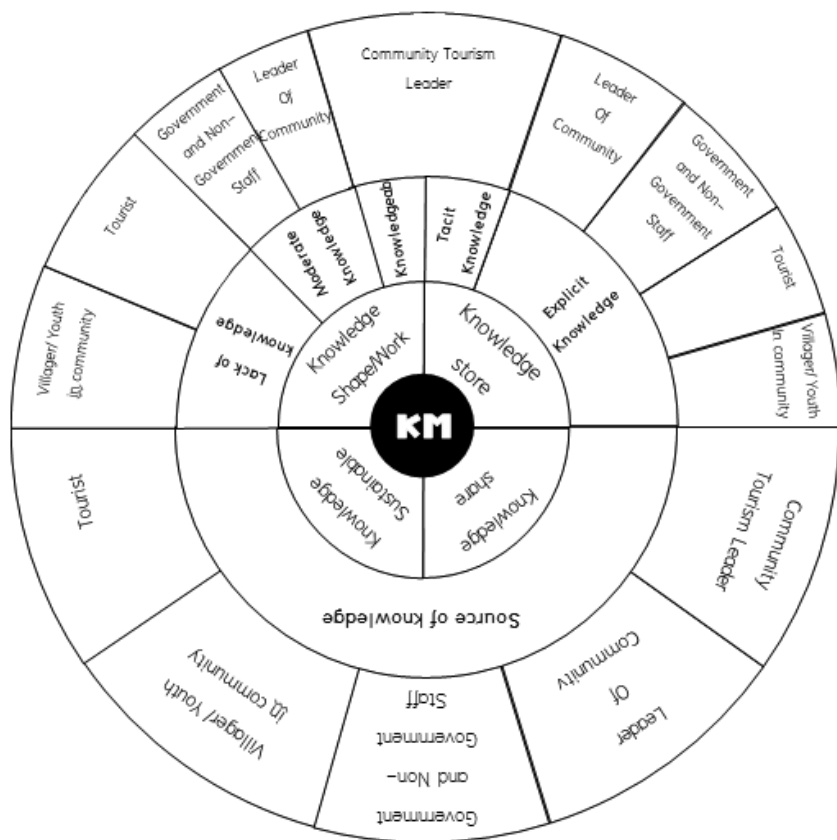 Community Tourism
Leader
Leader
Of
Community
Government
and Non-
Government
Staff
Tourist
Villager/ Youth
In community
Community
Tourism Leader
Leader
Of
Community
Government
and Non-
Government
Staff
Villager/ Youth
in community
Tourist
Villager/ Youth
in community
Tourist
Government
and Non-
Government
Staff
Leader
Of
Community
Lack of
knowledge
Moderate
Knowledge
Knowledgeab
Tacit
Knowledge
Explicit
Knowledge
Source of knowledge
Knowledge
Shape/Work
Knowledge
store
Knowledge
share
Knowledge
Sustainable
KM